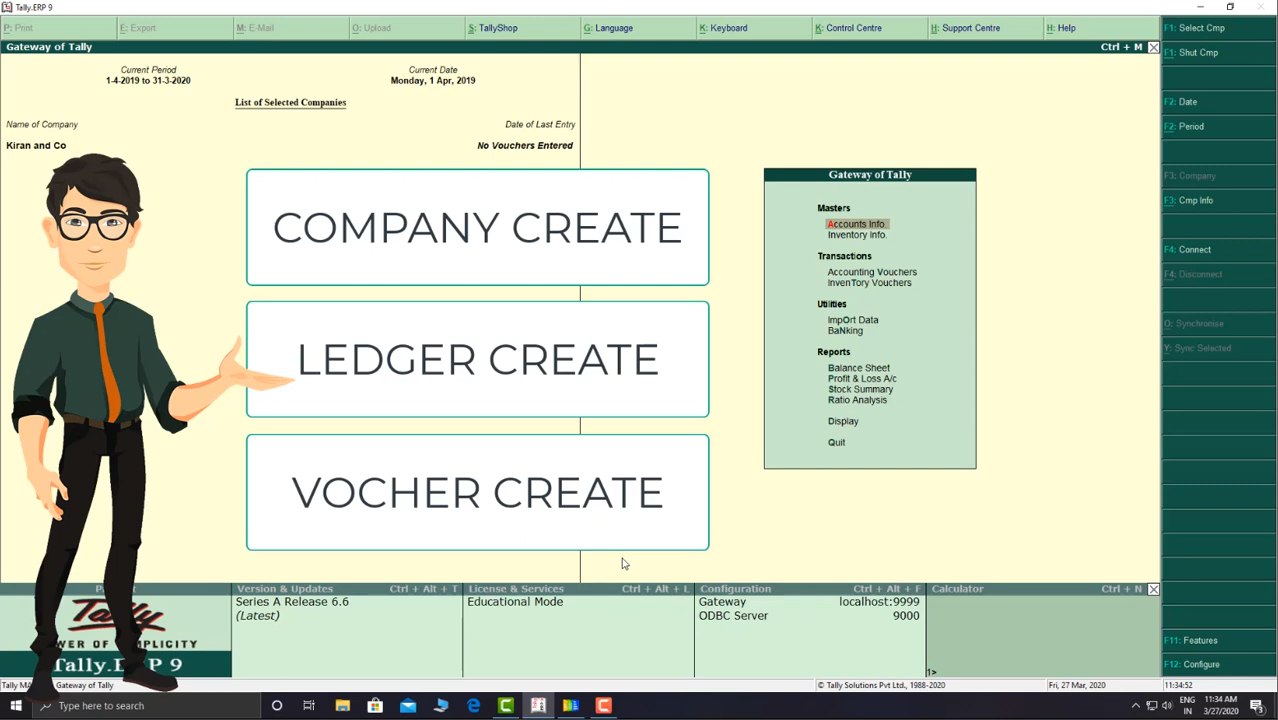 Tally.ERP 9
P: Print
E: Export
M: E-Mail
O: Upload
S: TallyShop
G: Language
K: Keyboard
K: Control Centre
H: Support Centre
H: Help
Gateway of Tally
Ctrl + M
Current Period
1-4-2019 to 31-3-2020
Current Date
Monday, 1 Apr, 2019
List of Selected Companies
Name of Company
Date of Last Entry
Kiran and Co
No Vouchers Entered
COMPANY CREATE
LEDGER CREATE
VOCHER CREATE
Gateway of Tally
Masters
Accounts Info.
Inventory Info.
Transactions
Accounting Vouchers
InvenTory Vouchers
Utilities
ImpOrt Data
BaNking
Reports
Balance Sheet
Profit & Loss A/c
Stock Summary
Ratio Analysis
Display
Quit
F1: Select Cmp
F1: Shut Cmp
F2: Date
F2: Period
F3: Company
F3: Cmp Info
F4: Connect
F4: Disconnect
O: Synchronise
Y: Sync Selected
F11: Features
F12: Configure
Version & Updates
Ctrl + Alt + T
Series A Release 6.6
(Latest)
License & Services
Ctrl + Alt + L
Educational Mode
Configuration
Ctrl + Alt + F
Gateway
localhost:9999
ODBC Server
9000
Calculator
Ctrl + N
1>
Tally
WER OF SIMPLICITY
Tally.ERP 9
Tally M
Gateway of Tally
© Tally Solutions Pvt Ltd., 1988-2020
Fri, 27 Mar, 2020
11:34:52
Type here to search
ENG
IN
11:34 AM
3/27/2020
3